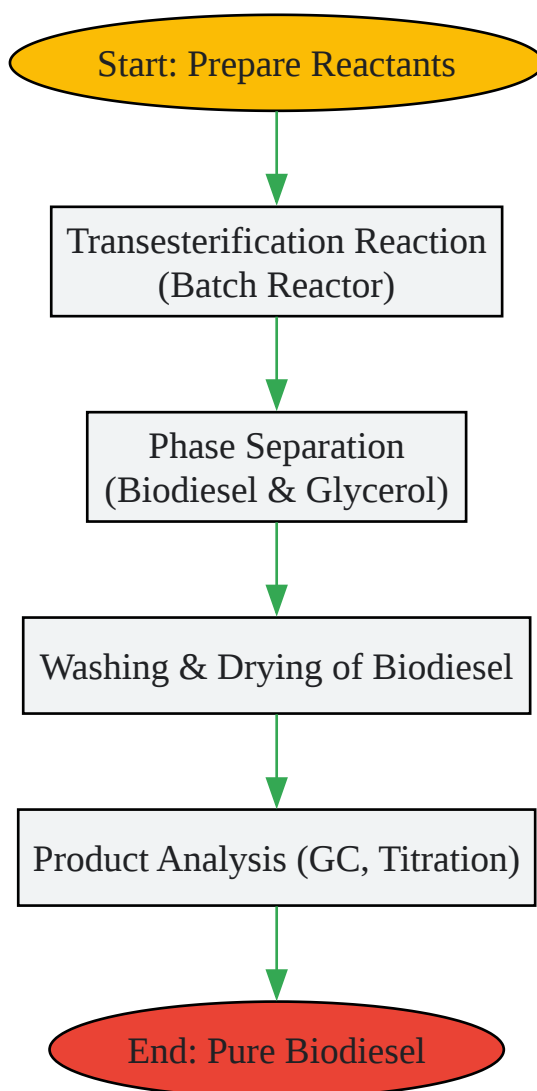 Start: Prepare Reactants
Transesterification Reaction
(Batch Reactor)
Phase Separation
(Biodiesel & Glycerol)
Washing & Drying of Biodiesel
Product Analysis (GC, Titration)
End: Pure Biodiesel